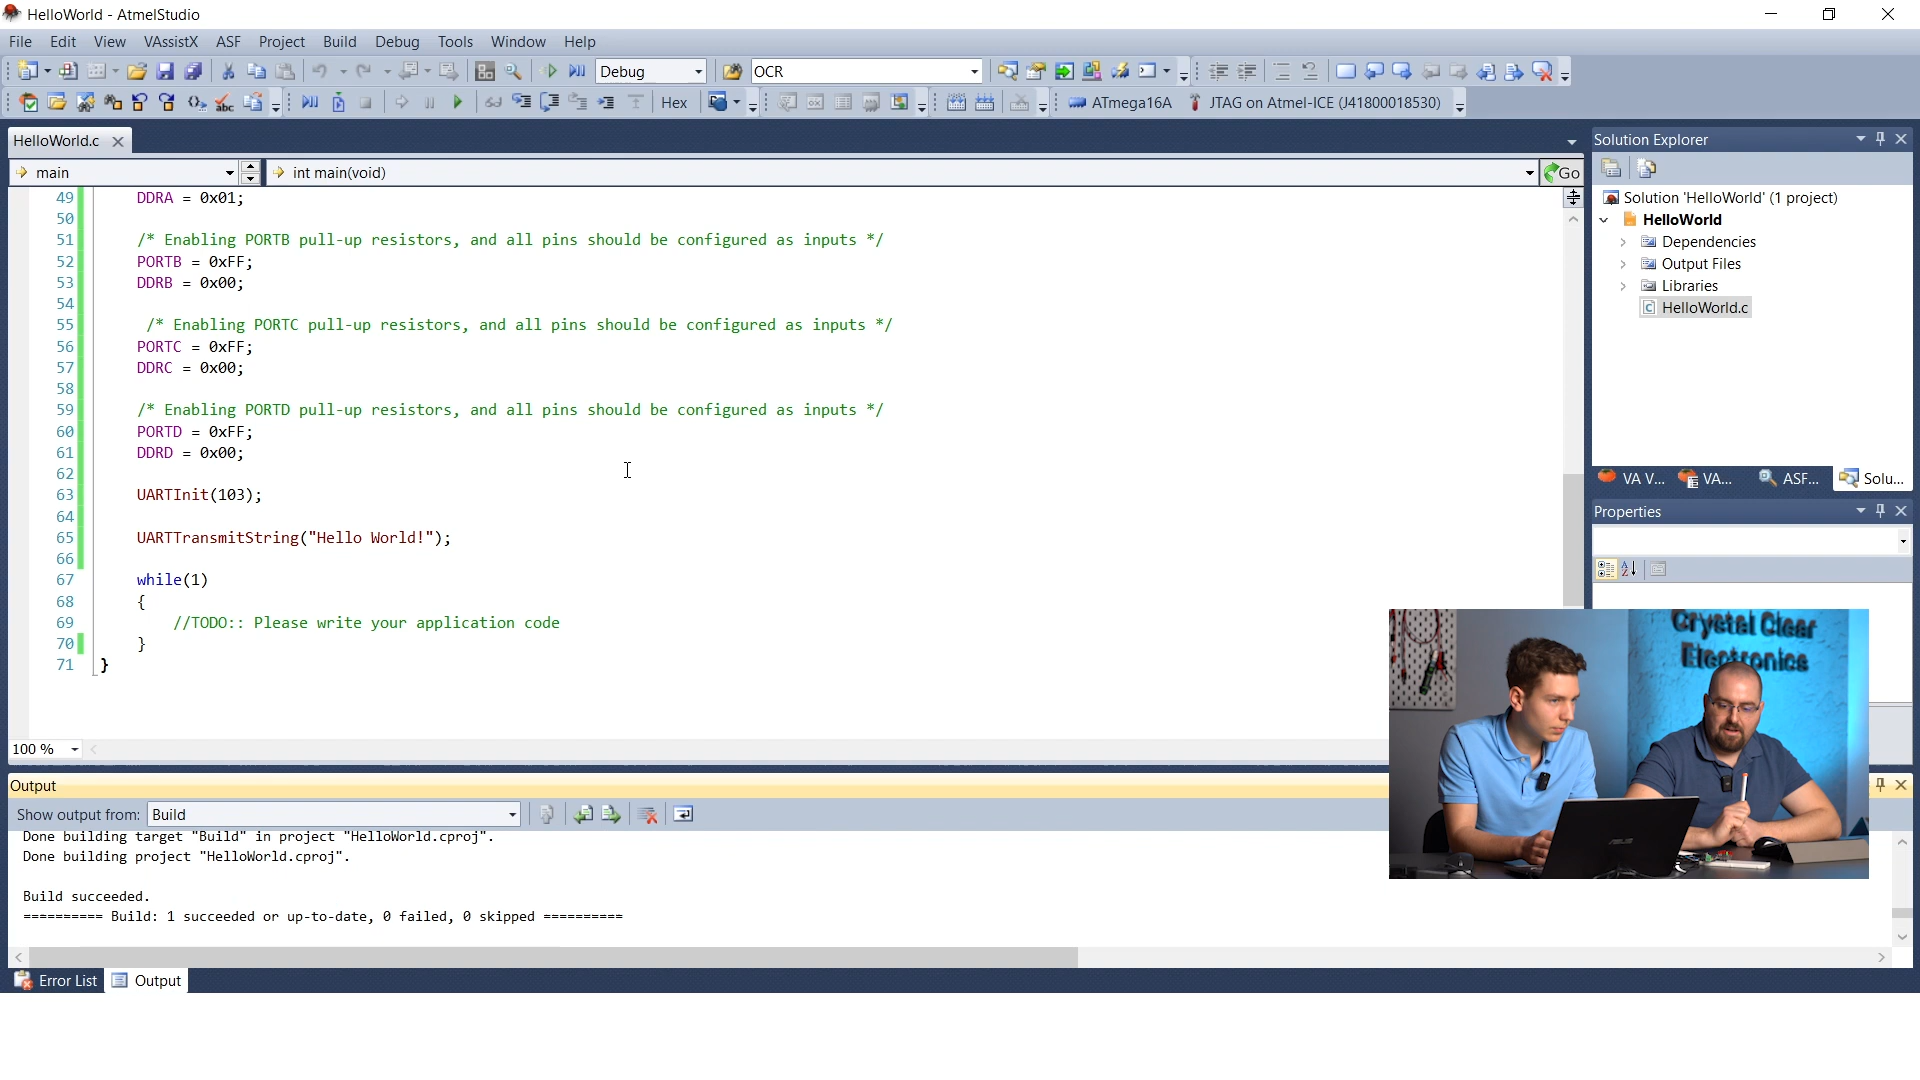 HelloWorld - AtmelStudio
File Edit View VAssistX ASF Project Build Debug Tools Window Help
Debug OCR
Hex ATmega16A JTAG on Atmel-ICE (J41800018530)
HelloWorld.c
main int main(void) Go
49 DDRA = 0x01;
50
51 /* Enabling PORTB pull-up resistors, and all pins should be configured as inputs */
52 PORTB = 0xFF;
53 DDRB = 0x00;
54
55 /* Enabling PORTC pull-up resistors, and all pins should be configured as inputs */
56 PORTC = 0xFF;
57 DDRC = 0x00;
58
59 /* Enabling PORTD pull-up resistors, and all pins should be configured as inputs */
60 PORTD = 0xFF;
61 DDRD = 0x00;
62
63 UARTInit(103);
64
65 UARTTransmitString("Hello World!");
66
67 while(1)
68 {
69 //TODO:: Please write your application code
70 }
71 }
100 %
Solution Explorer
Solution 'HelloWorld' (1 project)
HelloWorld
Dependencies
Output Files
Libraries
HelloWorld.c
VA V... VA... ASF... Solu...
Properties
Crystal Clear
Electronics
Output
Show output from: Build
Done building target "Build" in project "HelloWorld.cproj".
Done building project "HelloWorld.cproj".
Build succeeded.
========== Build: 1 succeeded or up-to-date, 0 failed, 0 skipped ==========
Error List Output